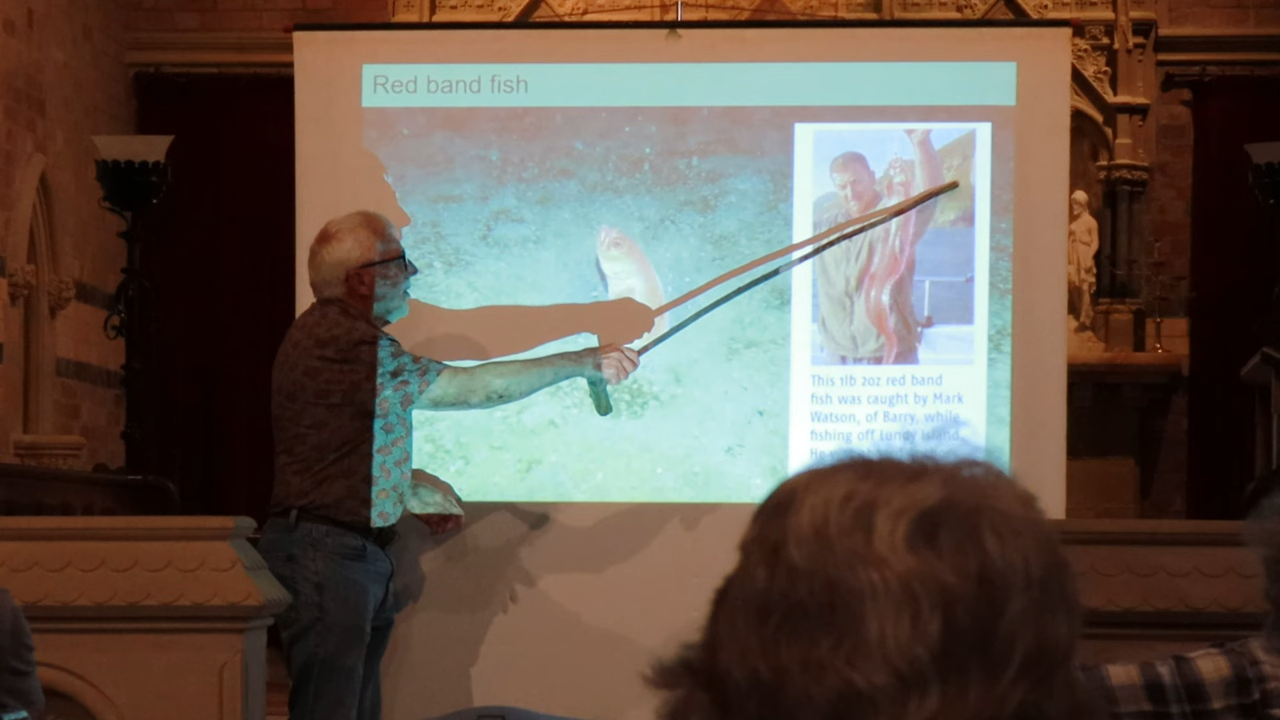 Red band fish
This 1lb 2oz red band
fish was caught by Mark
Watson, of Barry, while
fishing off Lundy Island.
He